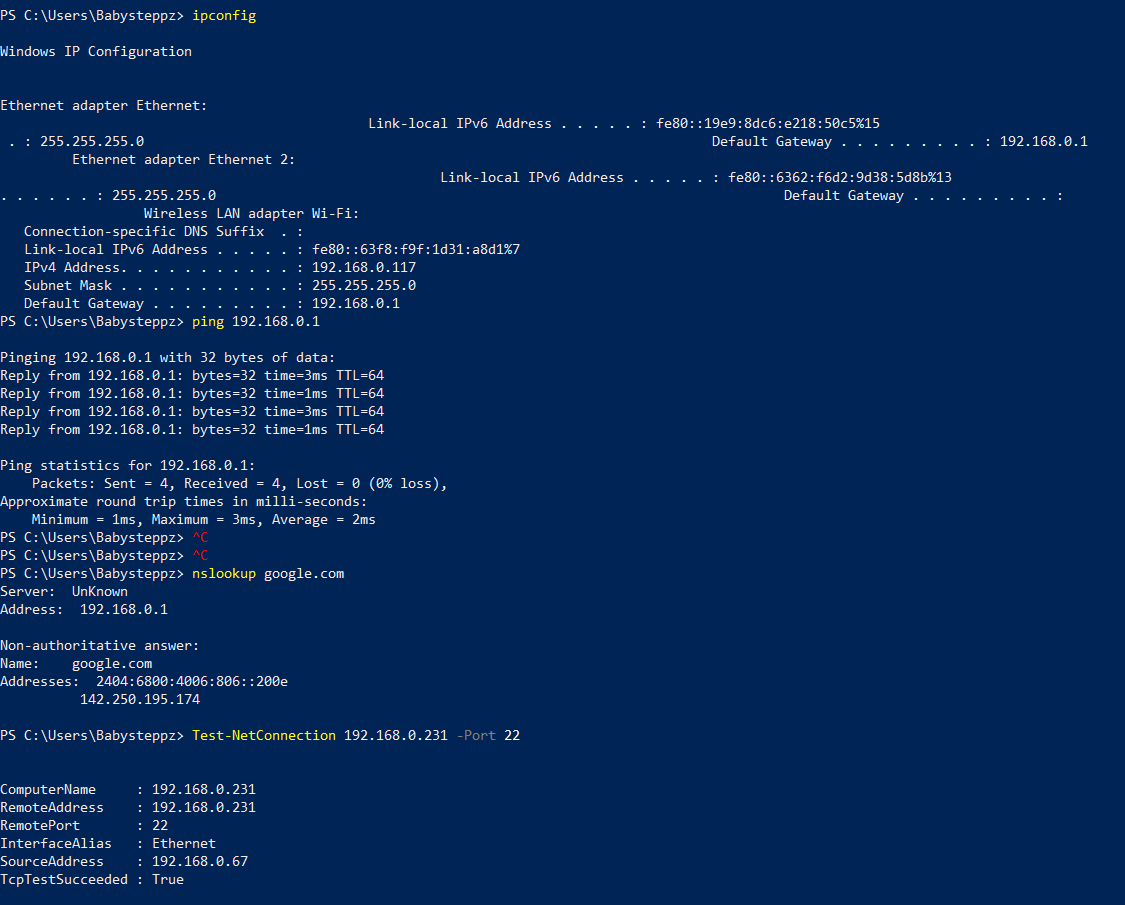 PS C:\Users\Babysteppz> ipconfig
Windows IP Configuration
Ethernet adapter Ethernet:
Link-local IPv6 Address . . . . . : fe80::19e9:8dc6:e218:50c5%15
. : 255.255.255.0 Default Gateway . . . . . . . . . : 192.168.0.1
Ethernet adapter Ethernet 2:
Link-local IPv6 Address . . . . . : fe80::6362:f6d2:9d38:5d8b%13
. . . . . . : 255.255.255.0 Default Gateway . . . . . . . . . :
Wireless LAN adapter Wi-Fi:
Connection-specific DNS Suffix  . :
Link-local IPv6 Address . . . . . : fe80::63f8:f9f:1d31:a8d1%7
IPv4 Address. . . . . . . . . . . : 192.168.0.117
Subnet Mask . . . . . . . . . . . : 255.255.255.0
Default Gateway . . . . . . . . . : 192.168.0.1
PS C:\Users\Babysteppz> ping 192.168.0.1
Pinging 192.168.0.1 with 32 bytes of data:
Reply from 192.168.0.1: bytes=32 time=3ms TTL=64
Reply from 192.168.0.1: bytes=32 time=1ms TTL=64
Reply from 192.168.0.1: bytes=32 time=3ms TTL=64
Reply from 192.168.0.1: bytes=32 time=1ms TTL=64
Ping statistics for 192.168.0.1:
Packets: Sent = 4, Received = 4, Lost = 0 (0% loss),
Approximate round trip times in milli-seconds:
Minimum = 1ms, Maximum = 3ms, Average = 2ms
PS C:\Users\Babysteppz> ^C
PS C:\Users\Babysteppz> ^C
PS C:\Users\Babysteppz> nslookup google.com
Server:  UnKnown
Address:  192.168.0.1
Non-authoritative answer:
Name:    google.com
Addresses:  2404:6800:4006:806::200e
142.250.195.174
PS C:\Users\Babysteppz> Test-NetConnection 192.168.0.231 -Port 22
ComputerName     : 192.168.0.231
RemoteAddress    : 192.168.0.231
RemotePort       : 22
InterfaceAlias   : Ethernet
SourceAddress    : 192.168.0.67
TcpTestSucceeded : True